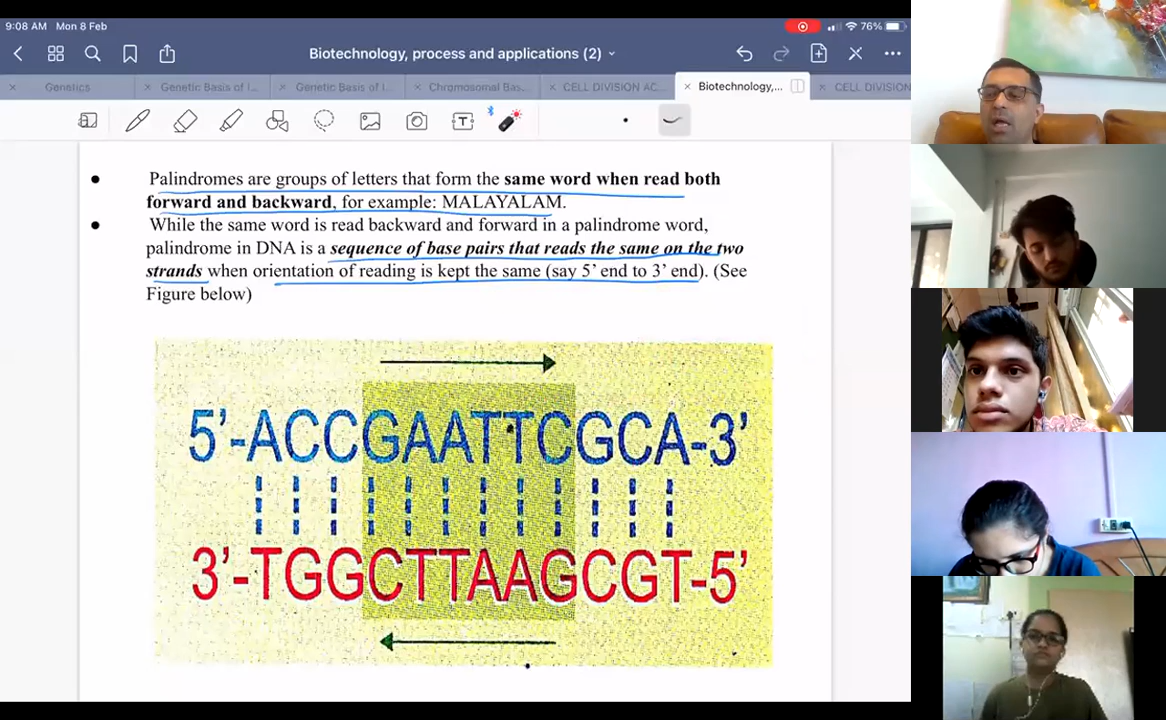 9:08 AM Mon 8 Feb
76%
Biotechnology, process and applications (2)
Genetics
Genetic Basis of I...
Genetic Basis of I...
Chromosomal Bas...
CELL DIVISION AC...
Biotechnology,...
CELL DIVISION
T
• Palindromes are groups of letters that form the same word when read both
forward and backward, for example: MALAYALAM.
• While the same word is read backward and forward in a palindrome word,
palindrome in DNA is a sequence of base pairs that reads the same on the two
strands when orientation of reading is kept the same (say 5’ end to 3’ end). (See
Figure below)
5’-ACCGAATTCGCA-3’
3’-TGGCTTAAGCGT-5’